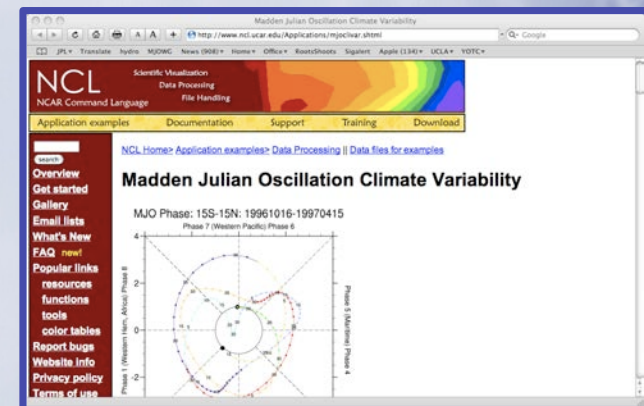 Madden Julian Oscillation Climate Variability
A A + http://www.ncl.ucar.edu/Applications/mjoclivar.shtml Q- Google
JPL▾ Translate hydro MJOWG News (908)▾ Home▾ Office▾ RootsShoots Sigalert Apple (134)▾ UCLA▾ YOTC▾
NCL
NCAR Command Language
Scientific Visualization
Data Processing
File Handling
Application examples Documentation Support Training Download
search
Overview
Get started
Gallery
Email lists
What's New
FAQ new!
Popular links
resources
functions
tools
color tables
Report bugs
Website Info
Privacy policy
Terms of use
NCL Home> Application examples> Data Processing || Data files for examples
Madden Julian Oscillation Climate Variability
MJO Phase: 15S-15N: 19961016-19970415
Phase 7 (Western Pacific) Phase 6
4
2
0
-2
Phase 1 (Western Hem, Africa) Phase 8
Phase 5 (Maritime) Phase 4